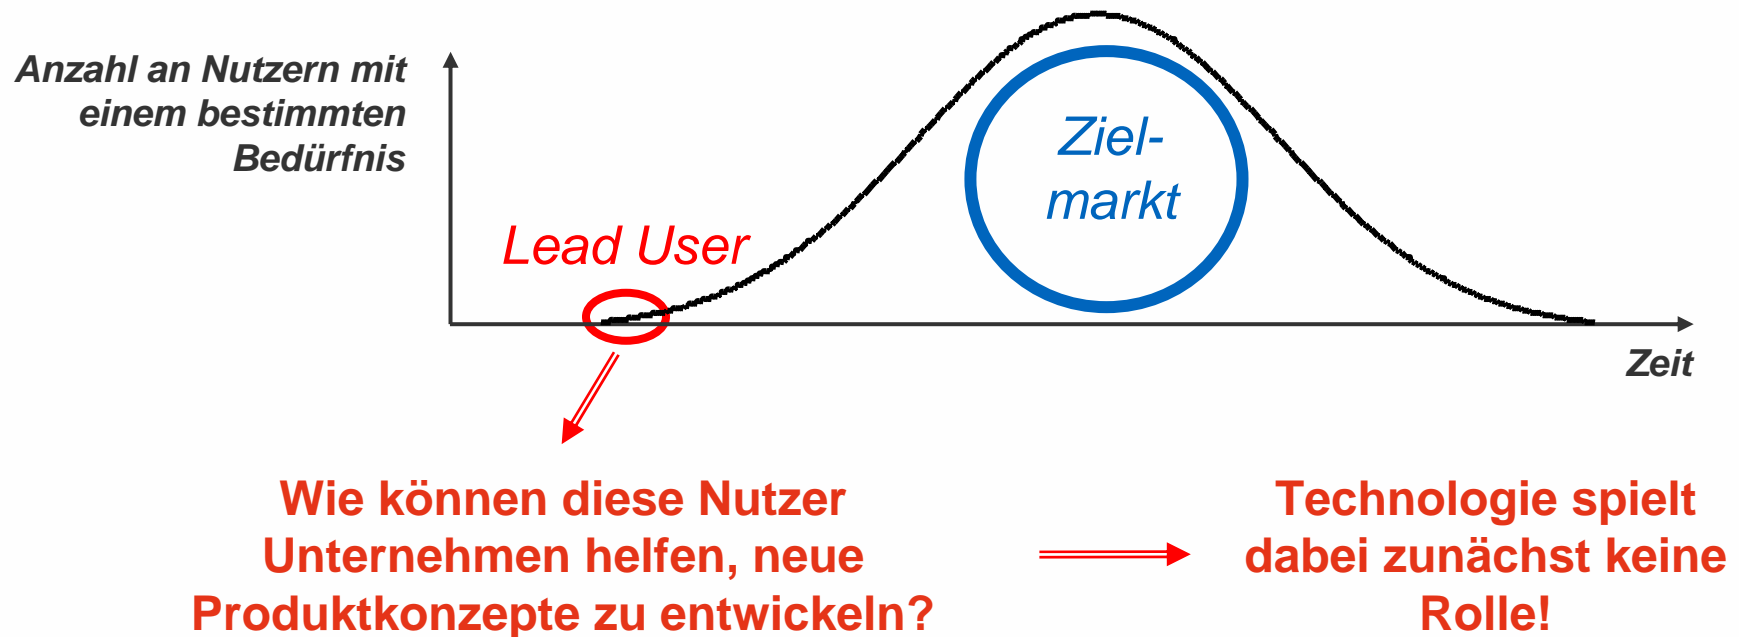 Anzahl an Nutzern mit
einem bestimmten
Bedürfnis
Lead User
Ziel-
markt
Zeit
Wie können diese Nutzer
Unternehmen helfen, neue
Produktkonzepte zu entwickeln?
Technologie spielt
dabei zunächst keine
Rolle!